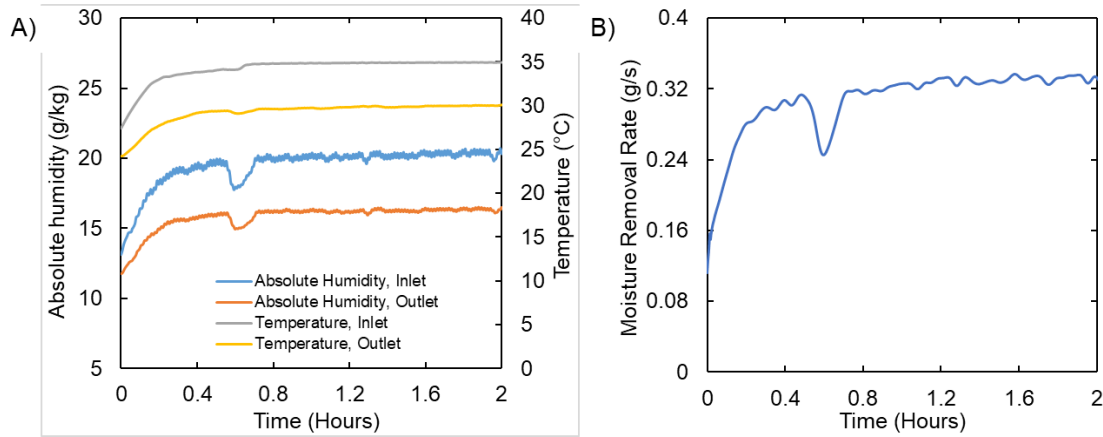 A)
Absolute humidity (g/kg)
30
25
20
15
10
5
Absolute Humidity, Inlet
Absolute Humidity, Outlet
Temperature, Inlet
Temperature, Outlet
40
35
30
25
20
15
10
5
0
Temperature (°C)
0 0.4 0.8 1.2 1.6 2
Time (Hours)
B)
Moisture Removal Rate (g/s)
0.4
0.32
0.24
0.16
0.08
0
0 0.4 0.8 1.2 1.6 2
Time (Hours)